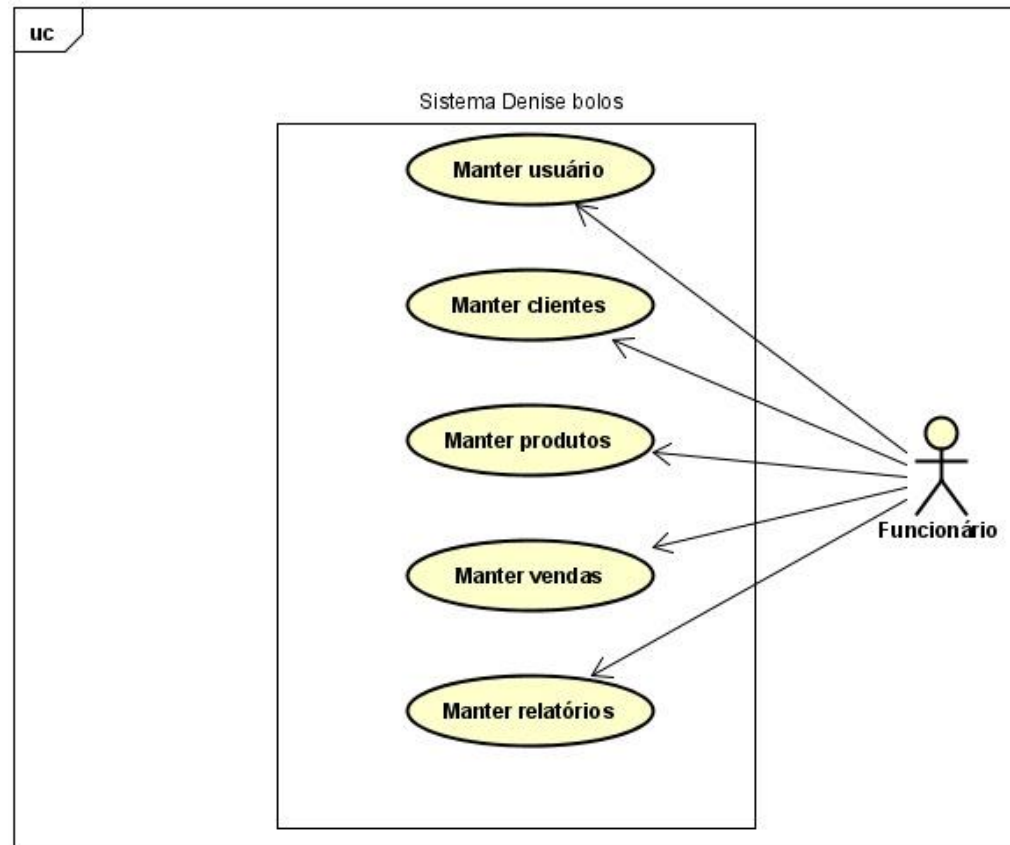 uc
Sistema Denise bolos
Manter usuário
Manter clientes
Manter produtos
Manter vendas
Manter relatórios
Funcionário